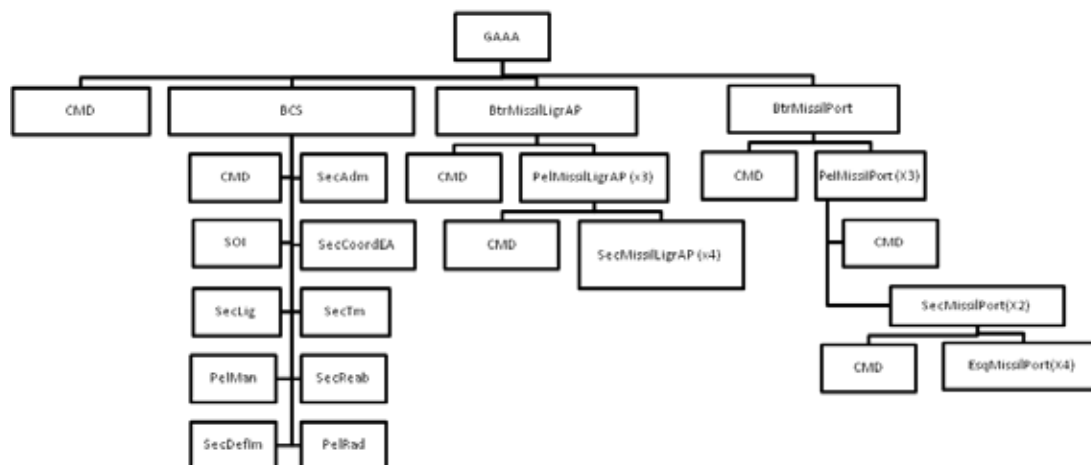 GAAA
CMD
BCS
BtrMissilLigrAP
BtrMissilPort
CMD
SecAdm
CMD
PelMissilLigrAP (x3)
CMD
PelMissilPort (X3)
SOI
SecCoordEA
CMD
SecMissilLigrAP (x4)
CMD
SecLig
SecTm
SecMissilPort(X2)
PelMan
SecReab
CMD
EsqMissilPort(X4)
SecDefIm
PelRad